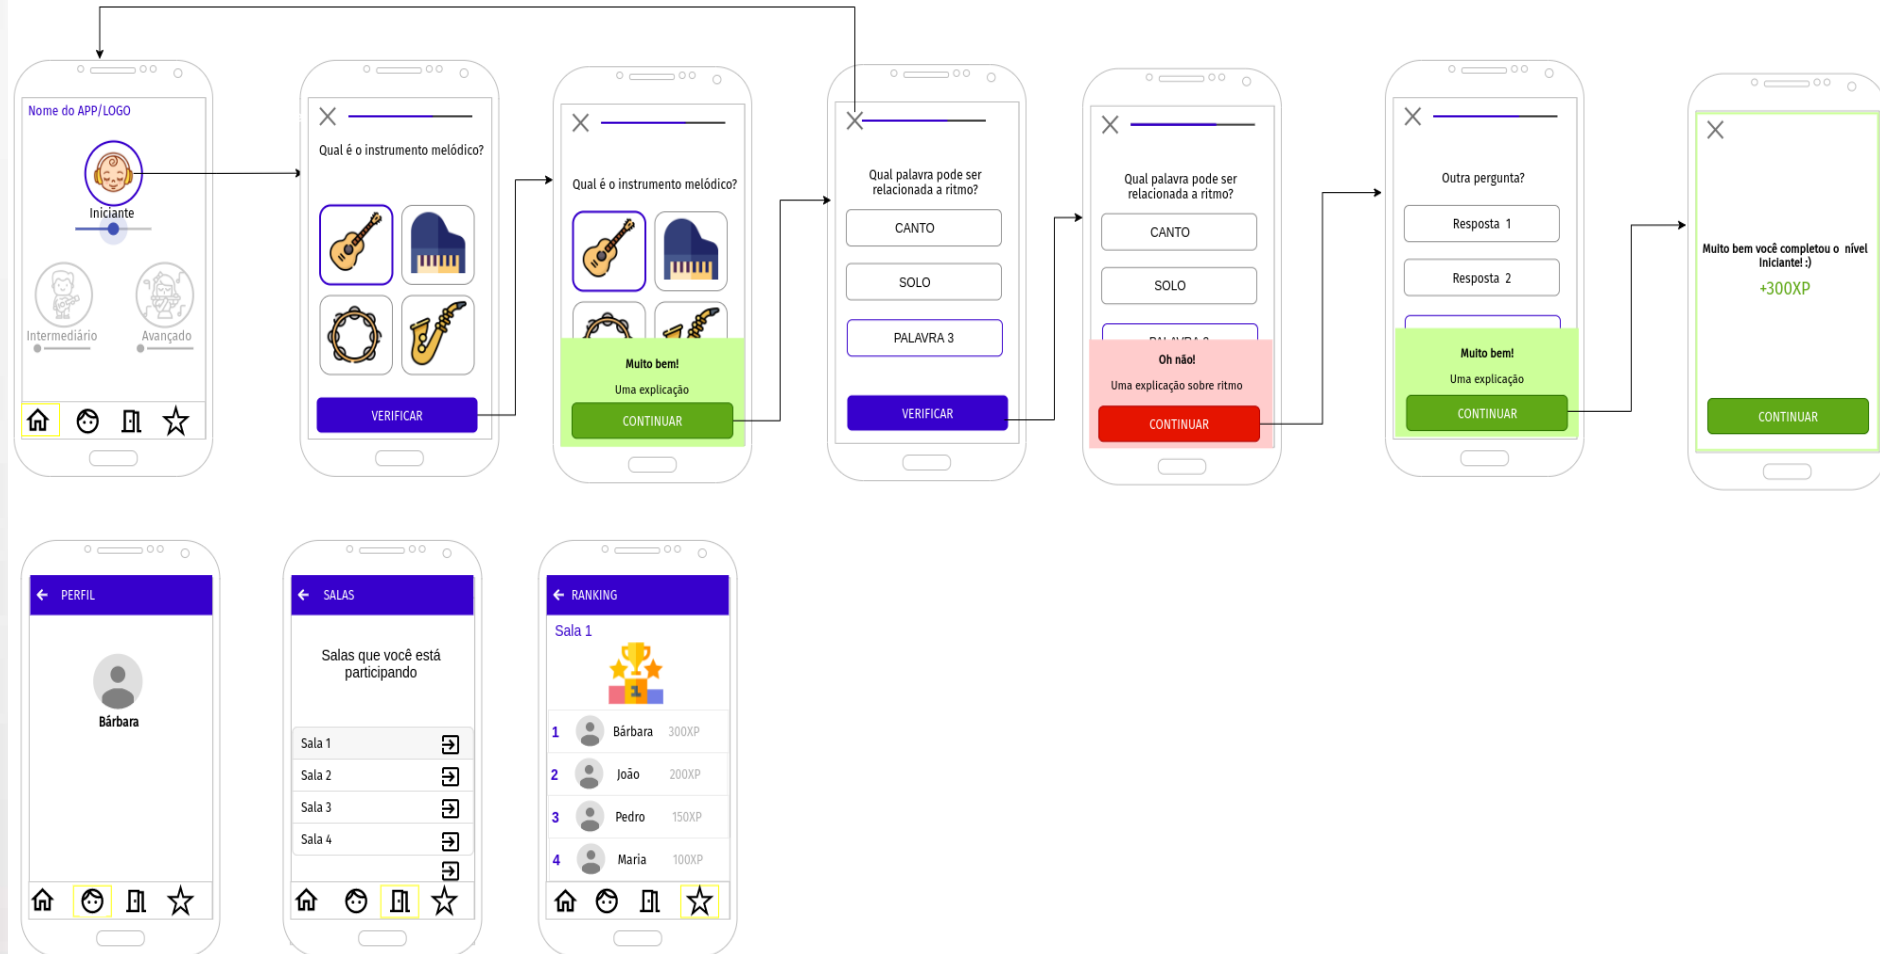 Nome do APP/LOGO
Iniciante
Intermediário
Avançado
Qual é o instrumento melódico?
VERIFICAR
Qual é o instrumento melódico?
Muito bem!
Uma explicação
CONTINUAR
Qual palavra pode ser
relacionada a ritmo?
CANTO
SOLO
PALAVRA 3
VERIFICAR
Qual palavra pode ser
relacionada a ritmo?
CANTO
SOLO
PALAVRA 3
Oh não!
Uma explicação sobre ritmo
CONTINUAR
Outra pergunta?
Resposta 1
Resposta 2
Muito bem!
Uma explicação
CONTINUAR
Muito bem você completou o nível
Iniciante! :)
+300XP
CONTINUAR
PERFIL
Bárbara
SALAS
Salas que você está
participando
Sala 1
Sala 2
Sala 3
Sala 4
RANKING
Sala 1
1
1 Bárbara 300XP
2 João 200XP
3 Pedro 150XP
4 Maria 100XP